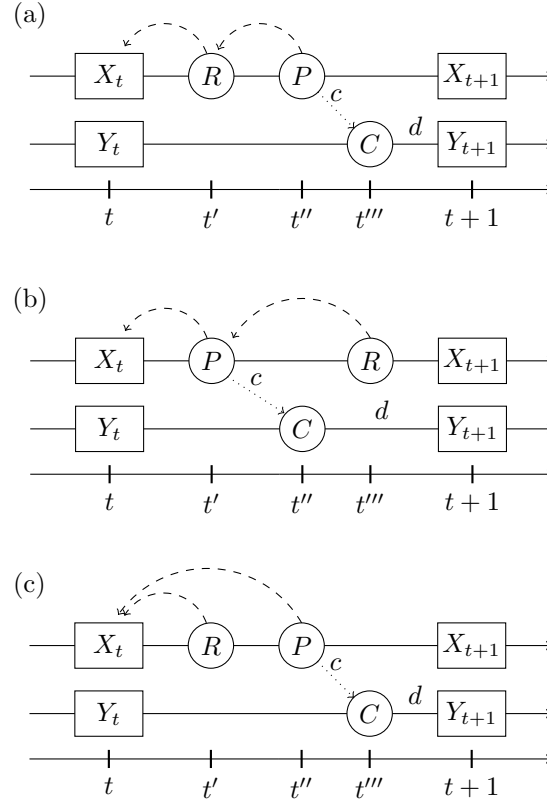 (a)
X_t R P X_{t+1}
c
Y_t C d Y_{t+1}
t t′ t″ t‴ t + 1
(b)
X_t P R X_{t+1}
c
Y_t C d Y_{t+1}
t t′ t″ t‴ t + 1
(c)
X_t R P X_{t+1}
c
Y_t C d Y_{t+1}
t t′ t″ t‴ t + 1